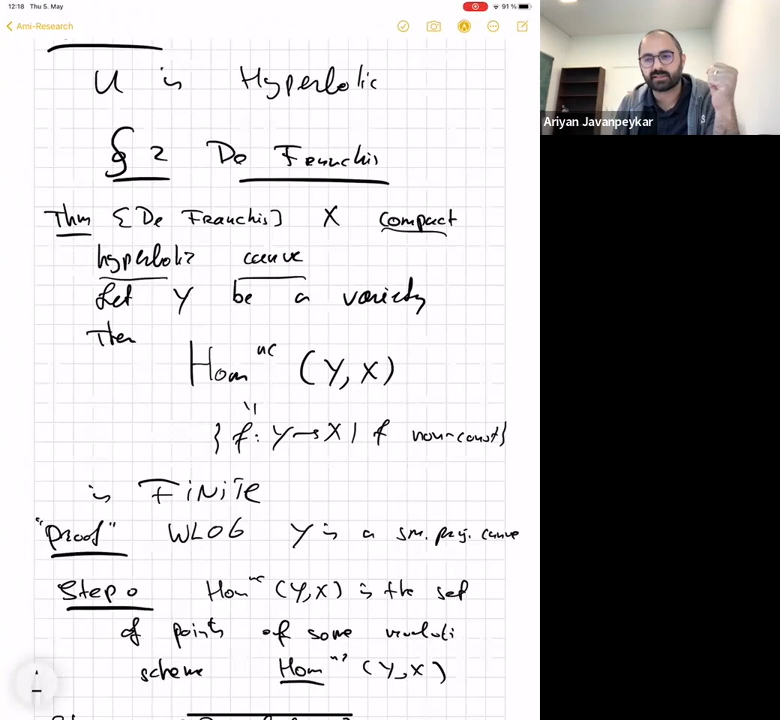 12:18 Thu 5. May
91 %
Ami-Research
Ariyan Javanpeykar
U is Hyperbolic
§ 2 De Franchis
Thm [De Franchis] X compact
hyperbolic curve
Let Y be a variety
Then
Hom^nc (Y, X)
"
{ f: Y → X | f non-const }
is FiNiTE
"Proof" WLOG Y is a sm. proj. curve
Step 0 Hom^nc (Y, X) is the set
of points of some moduli
scheme Hom^nc (Y, X)